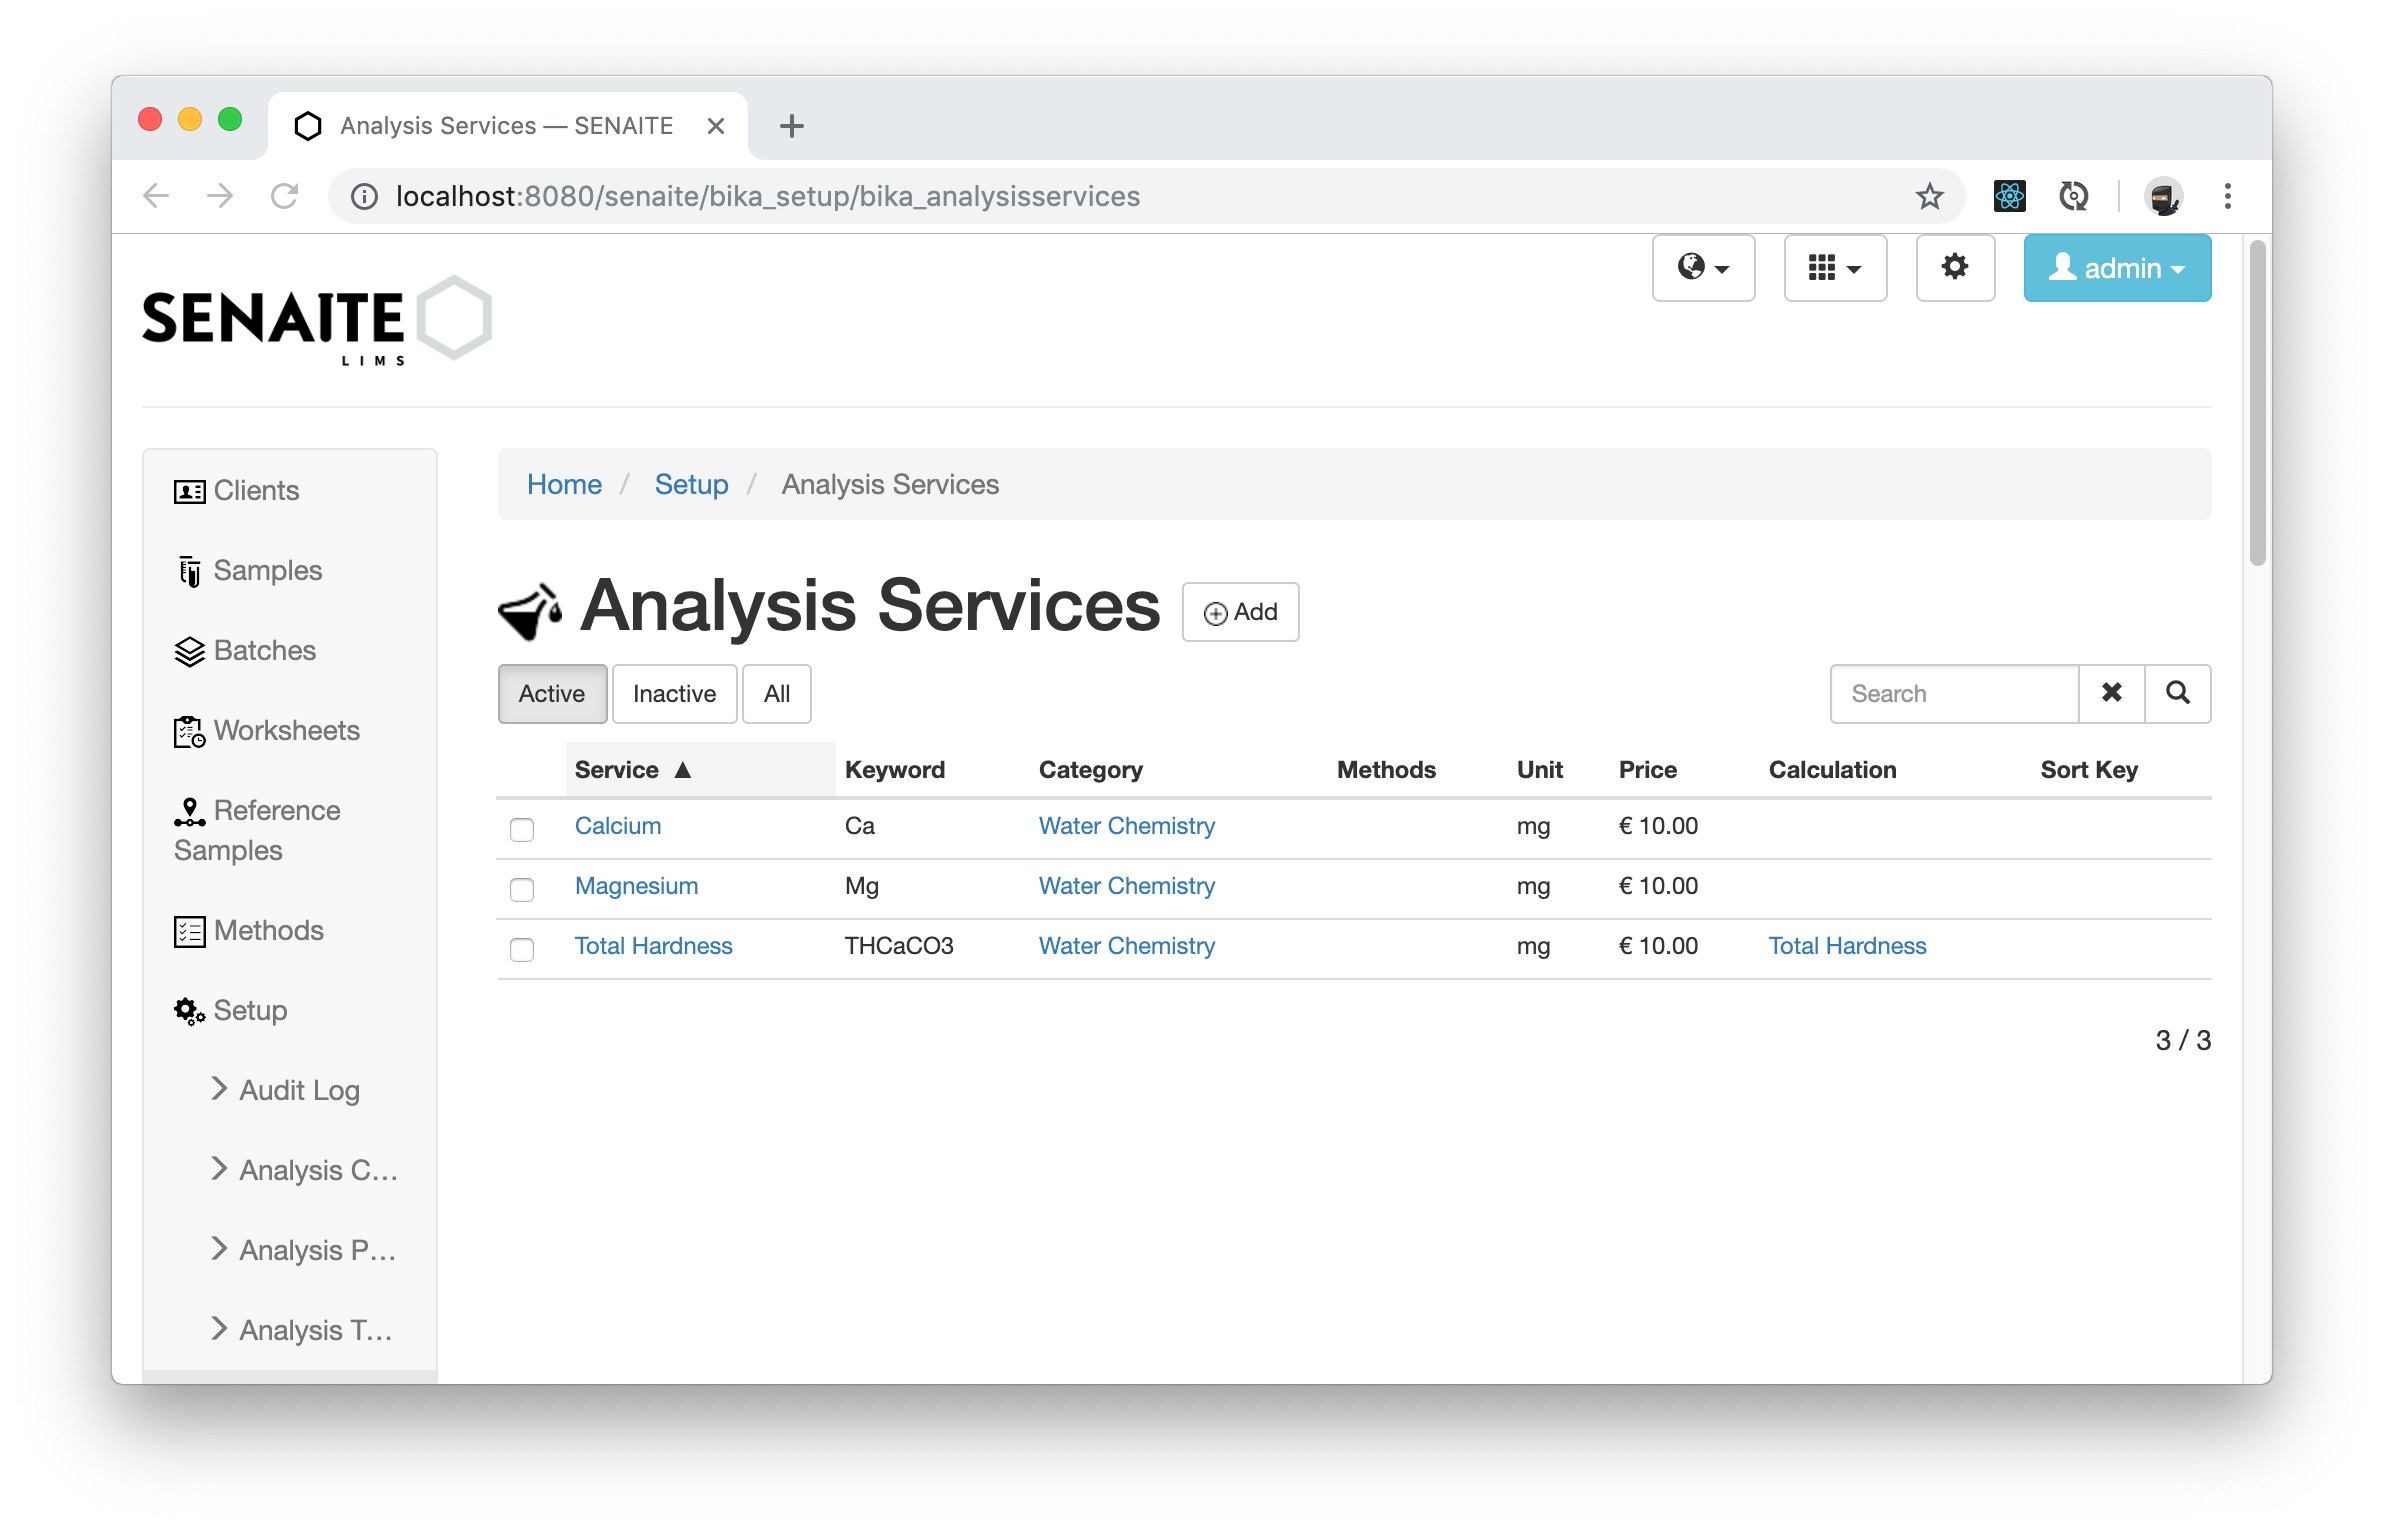 Analysis Services — SENAITE
localhost:8080/senaite/bika_setup/bika_analysisservices
admin
SENAITE
LIMS
Clients
Samples
Batches
Worksheets
Reference
Samples
Methods
Setup
Audit Log
Analysis C...
Analysis P...
Analysis T...
Home / Setup / Analysis Services
Analysis Services Add
Active Inactive All Search
Service ▲ Keyword Category Methods Unit Price Calculation Sort Key
Calcium Ca Water Chemistry mg € 10.00
Magnesium Mg Water Chemistry mg € 10.00
Total Hardness THCaCO3 Water Chemistry mg € 10.00 Total Hardness
3 / 3